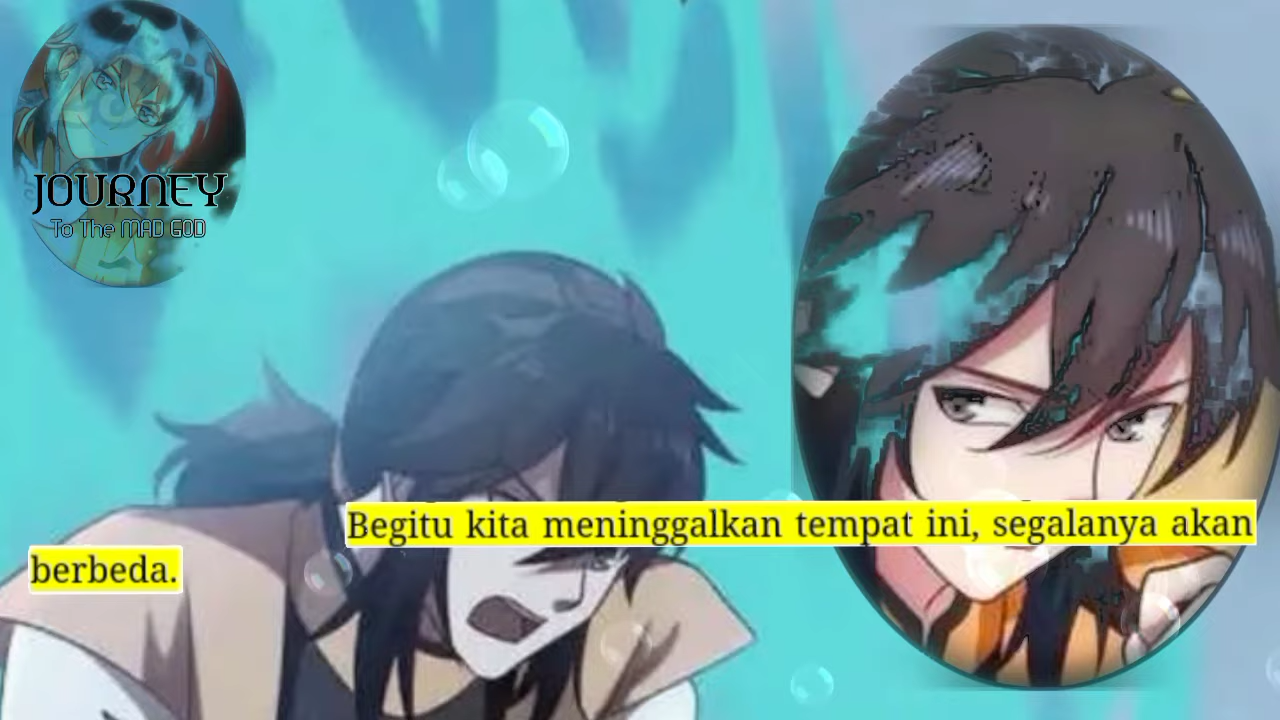 JOURNEY
To The MAD GOD
Begitu kita meninggalkan tempat ini, segalanya akan
berbeda.